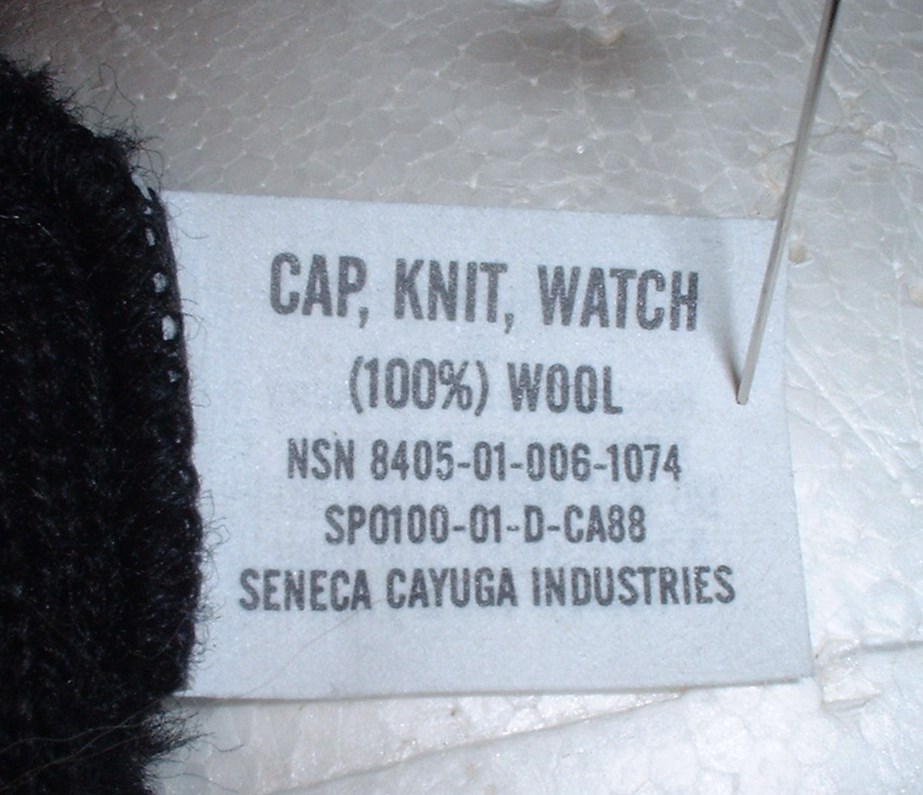 CAP, KNIT, WATCH
(100%) WOOL
NSN 8405-01-006-1074
SP0100-01-D-CA88
SENECA CAYUGA INDUSTRIES